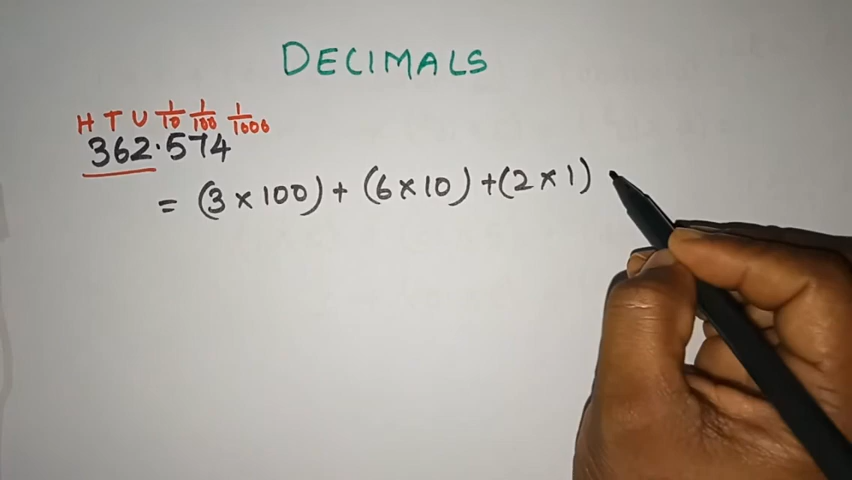 DECIMALS
H T U 1/10 1/100 1/1000
362.574
= (3 × 100) + (6 × 10) + (2 × 1)